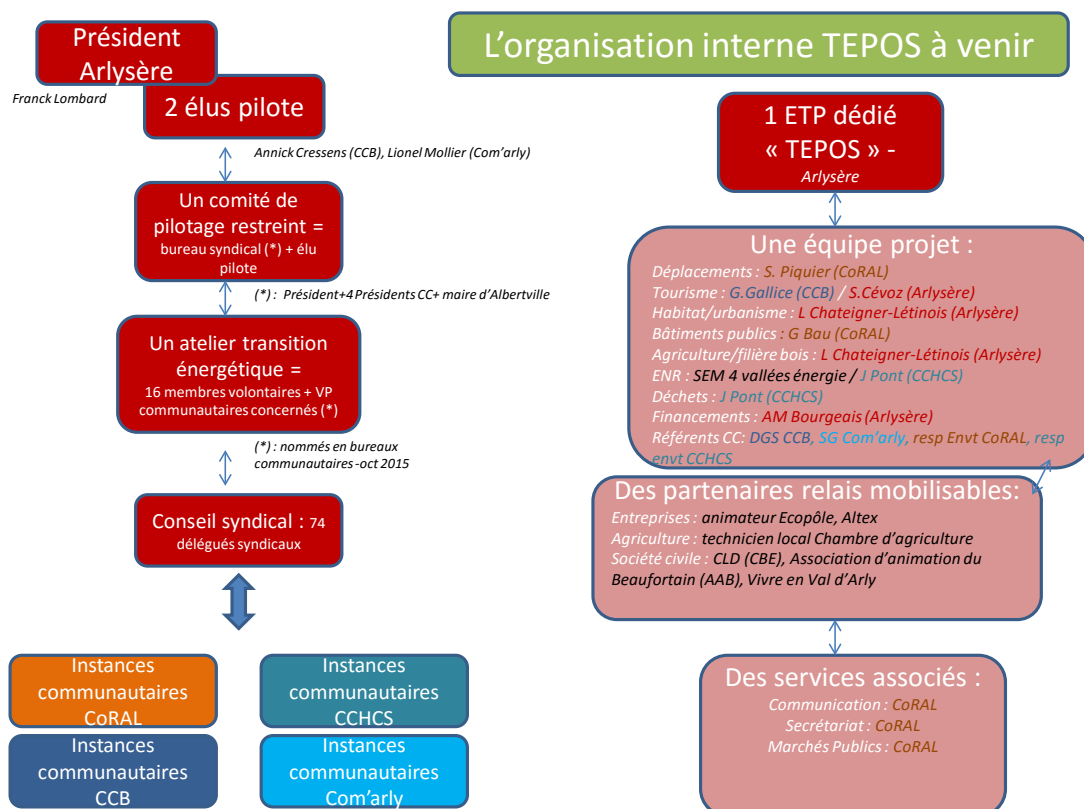 Président
Arlysère
Franck Lombard
2 élus pilote
Annick Cressens (CCB), Lionel Mollier (Com'arly)
Un comité de
pilotage restreint =
bureau syndical (*) + élu
pilote
(*) : Président+4 Présidents CC+ maire d'Albertville
Un atelier transition
énergétique =
16 membres volontaires + VP
communautaires concernés (*)
(*) : nommés en bureaux
communautaires -oct 2015
Conseil syndical : 74
délégués syndicaux
Instances
communautaires
CoRAL
Instances
communautaires
CCHCS
Instances
communautaires
CCB
Instances
communautaires
Com'arly
L'organisation interne TEPOS à venir
1 ETP dédié
« TEPOS » -
Arlysère
Une équipe projet :
Déplacements : S. Piquier (CoRAL)
Tourisme : G.Gallice (CCB) / S.Cévoz (Arlysère)
Habitat/urbanisme : L Chateigner-Létinois (Arlysère)
Bâtiments publics : G Bau (CoRAL)
Agriculture/filière bois : L Chateigner-Létinois (Arlysère)
ENR : SEM 4 vallées énergie / J Pont (CCHCS)
Déchets : J Pont (CCHCS)
Financements : AM Bourgeais (Arlysère)
Référents CC: DGS CCB, SG Com'arly, resp Envt CoRAL, resp
envt CCHCS
Des partenaires relais mobilisables:
Entreprises : animateur Ecopôle, Altex
Agriculture : technicien local Chambre d'agriculture
Société civile : CLD (CBE), Association d'animation du
Beaufortain (AAB), Vivre en Val d'Arly
Des services associés :
Communication : CoRAL
Secrétariat : CoRAL
Marchés Publics : CoRAL